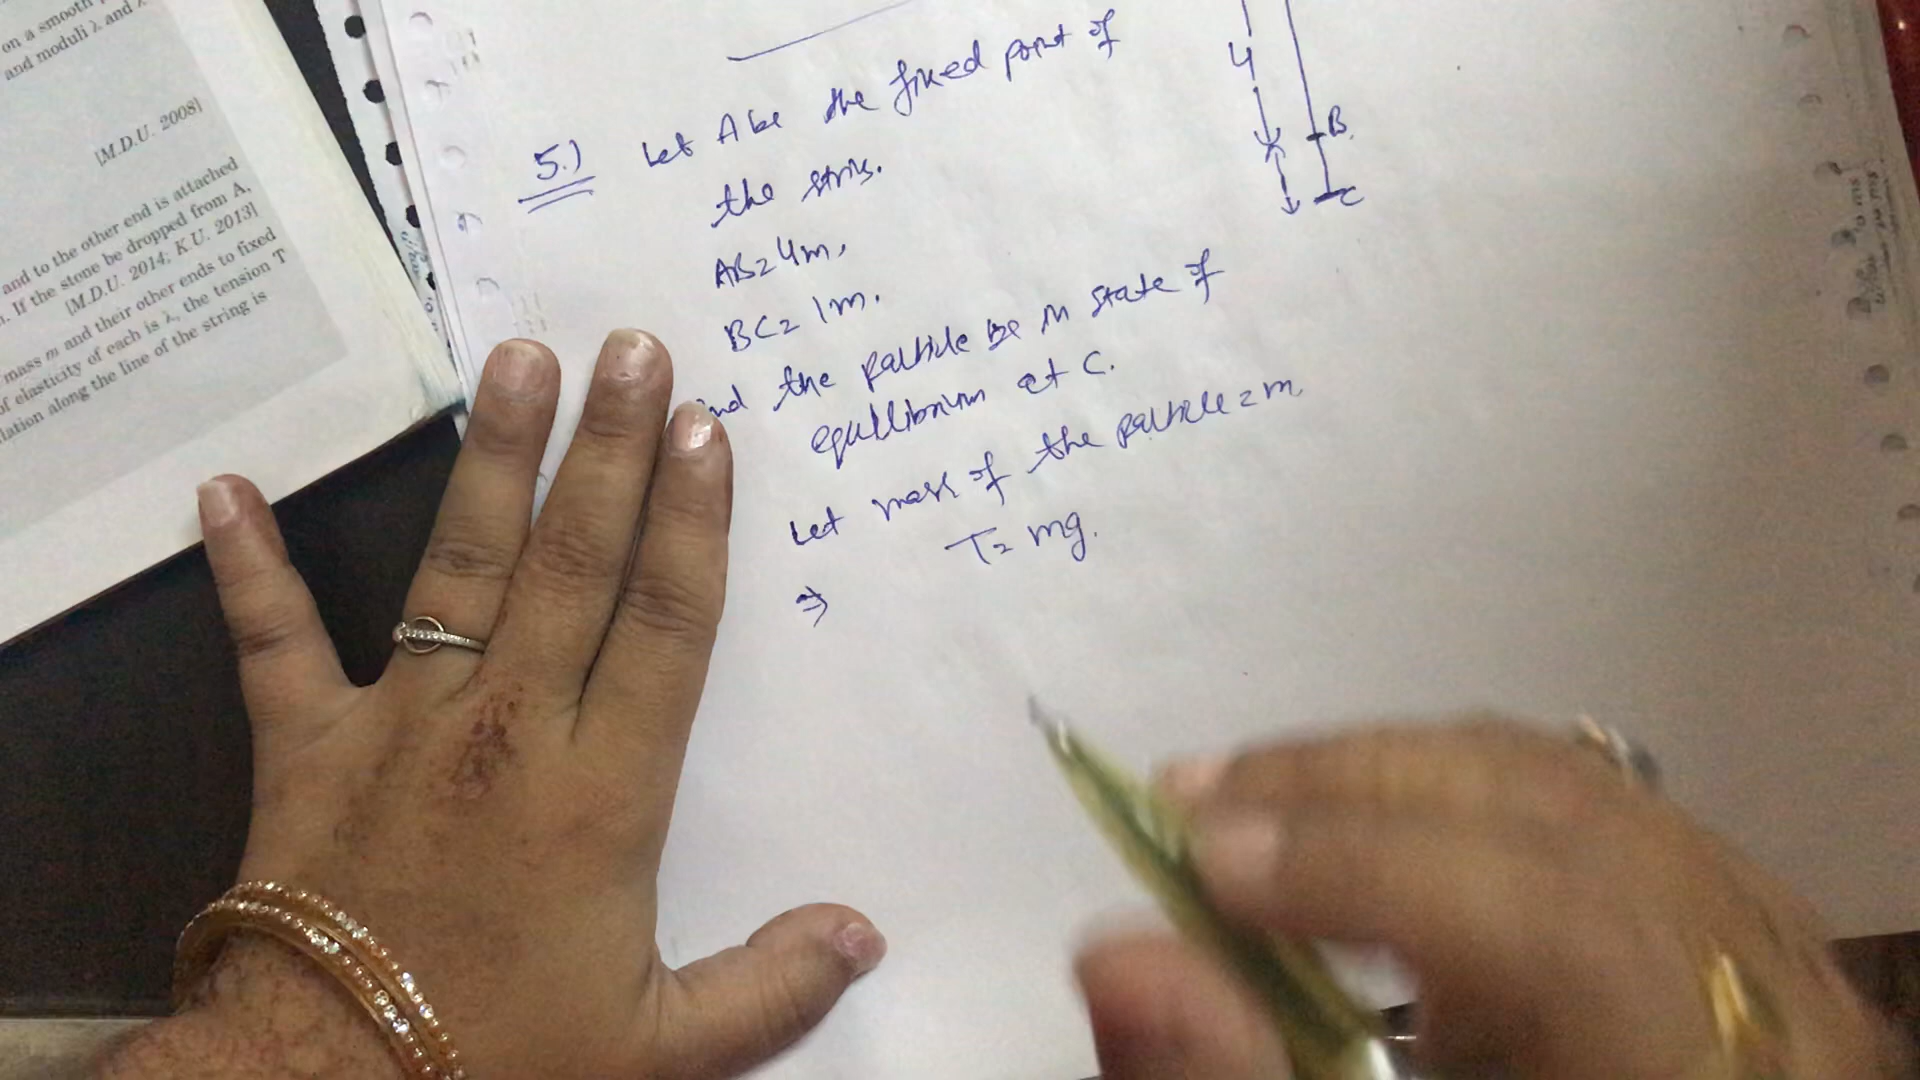 on a smooth
and moduli λ and λ
[M.D.U. 2008]
and to the other end is attached
. If the stone be dropped from A,
[M.D.U. 2014; K.U. 2013]
mass m and their other ends to fixed
of elasticity of each is λ, the tension T
lation along the line of the string is
5.) Let A be the fixed point of
the string.
AB=4m,
BC=1m.
and the particle be in state of
equillibrium at C.
Let mass of the particle=m.
⇒ T=mg.
4
B.
C